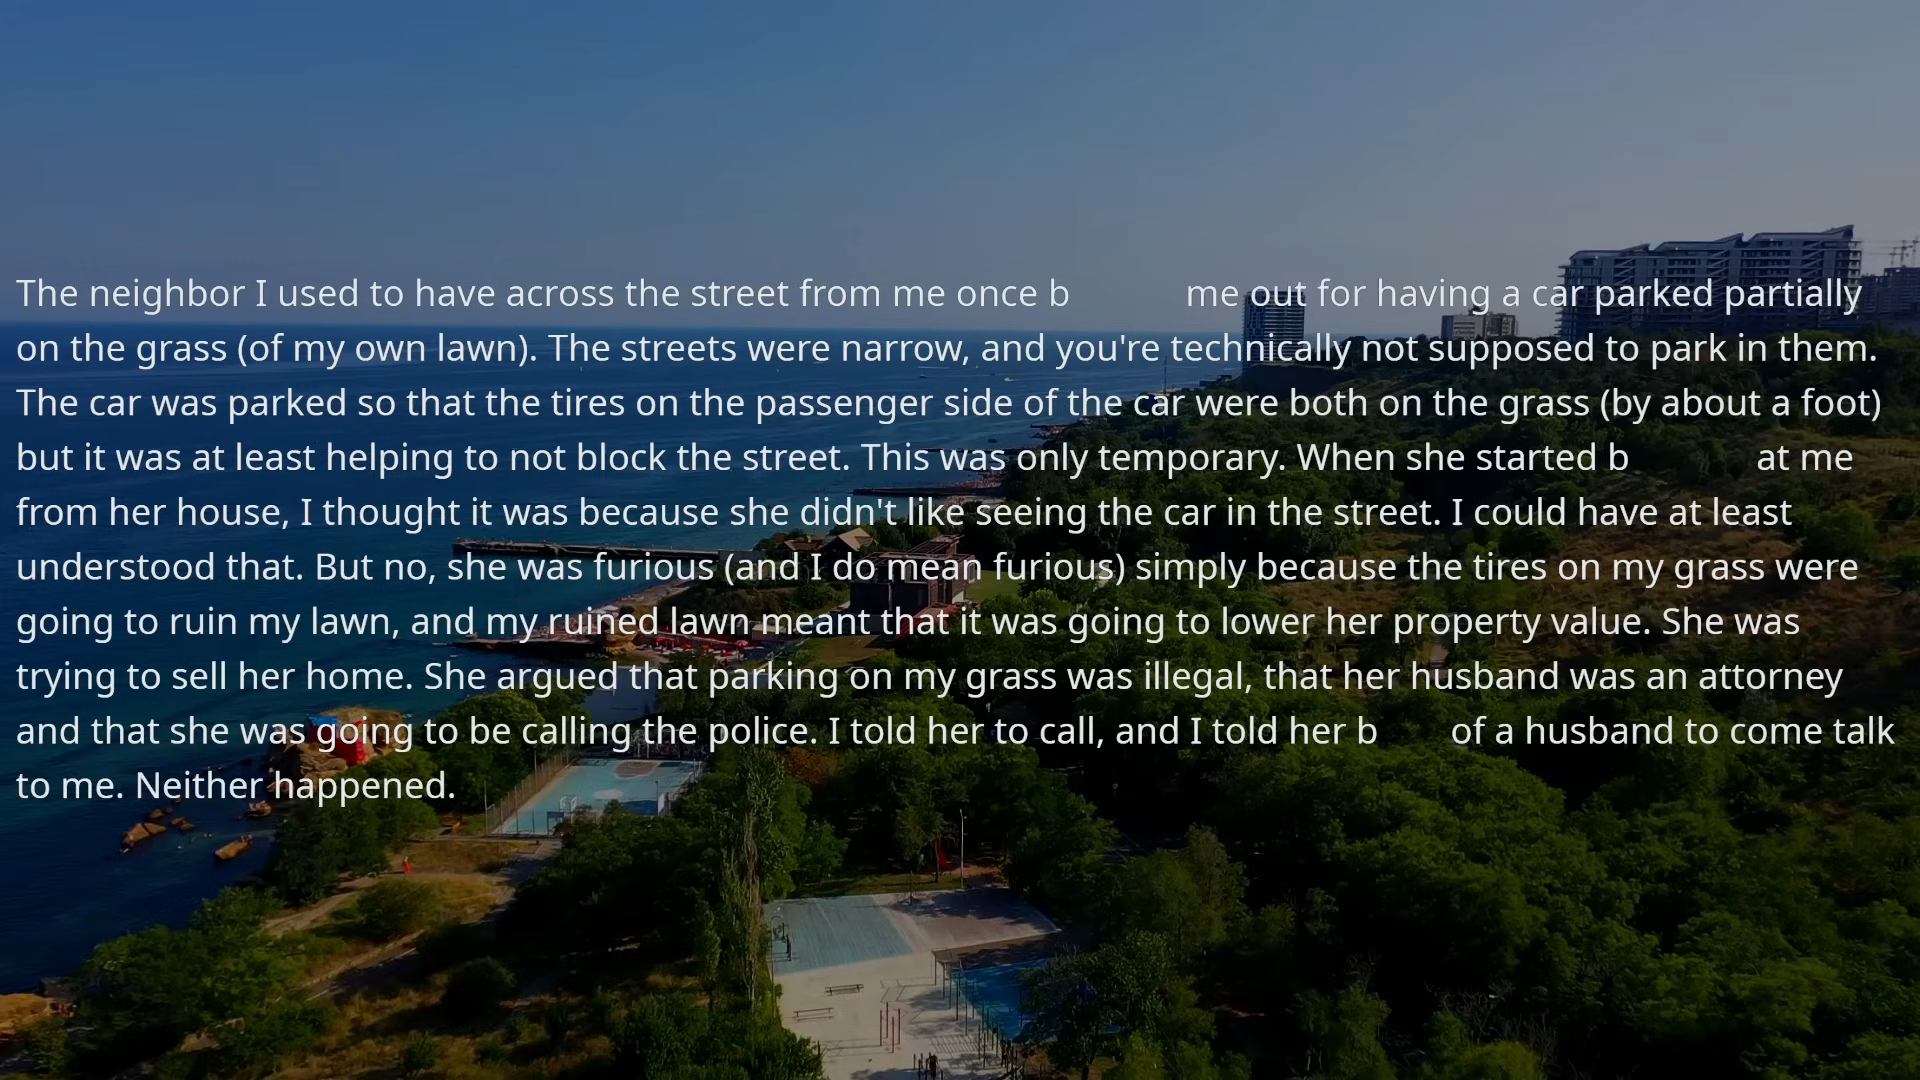 The neighbor I used to have across the street from me once b me out for having a car parked partially
on the grass (of my own lawn). The streets were narrow, and you're technically not supposed to park in them.
The car was parked so that the tires on the passenger side of the car were both on the grass (by about a foot)
but it was at least helping to not block the street. This was only temporary. When she started b at me
from her house, I thought it was because she didn't like seeing the car in the street. I could have at least
understood that. But no, she was furious (and I do mean furious) simply because the tires on my grass were
going to ruin my lawn, and my ruined lawn meant that it was going to lower her property value. She was
trying to sell her home. She argued that parking on my grass was illegal, that her husband was an attorney
and that she was going to be calling the police. I told her to call, and I told her b of a husband to come talk
to me. Neither happened.